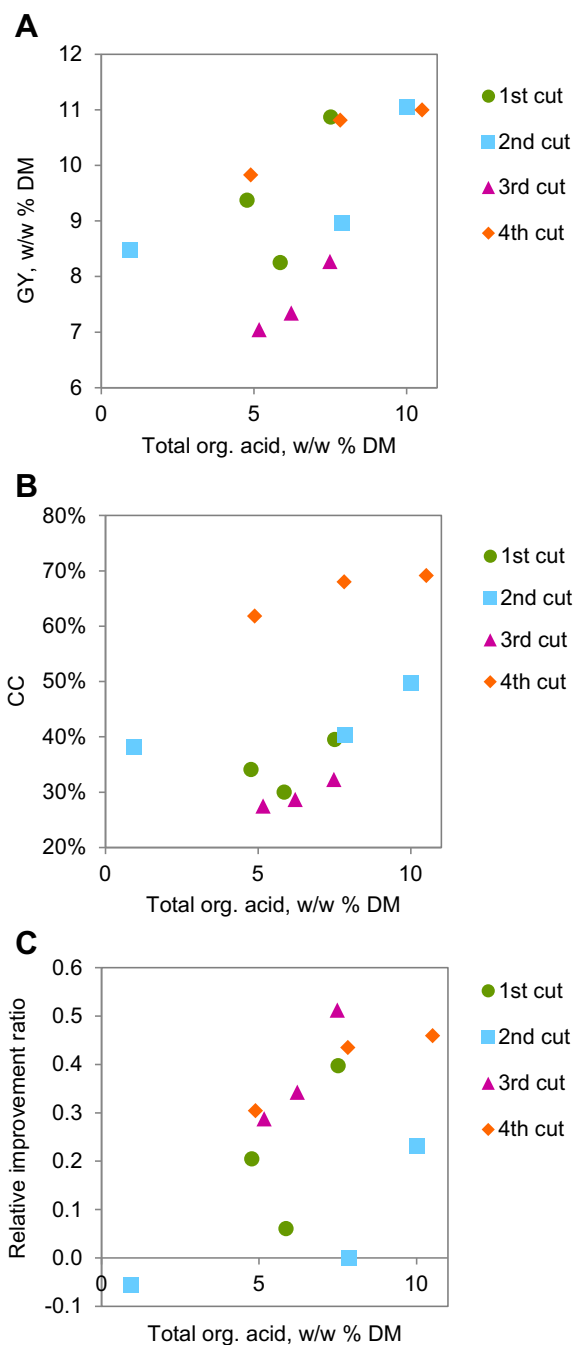 A
GY, w/w % DM
12
11
10
9
8
7
6
0
5
10
Total org. acid, w/w % DM
1st cut
2nd cut
3rd cut
4th cut
B
CC
80%
70%
60%
50%
40%
30%
20%
0
5
10
Total org. acid, w/w % DM
1st cut
2nd cut
3rd cut
4th cut
C
Relative improvement ratio
0.6
0.5
0.4
0.3
0.2
0.1
0.0
-0.1
0
5
10
Total org. acid, w/w % DM
1st cut
2nd cut
3rd cut
4th cut